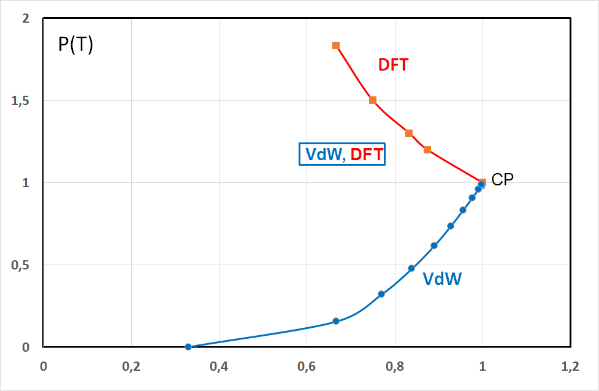 2
P(T)
DFT
1,5
VdW, DFT
1
CP
VdW
0,5
0
0
0,2
0,4
0,6
0,8
1
1,2